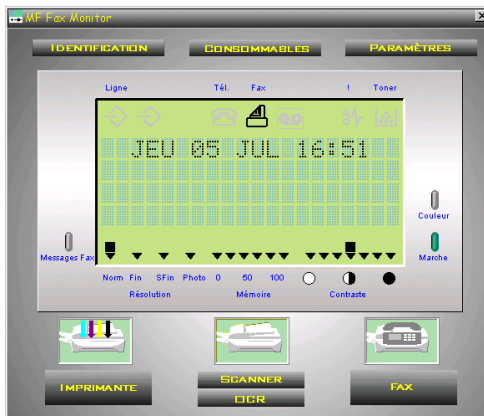 MF Fax Monitor
IDENTIFICATION CONSOMMABLES PARAMÈTRES
Ligne Tél. Fax ! Toner
JEU 05 JUL 16:51
Couleur
Messages Fax Marche
Norm Fin SFin Photo 0 50 100
Résolution Mémoire Contraste
IMPRIMANTE SCANNER FAX
OCR